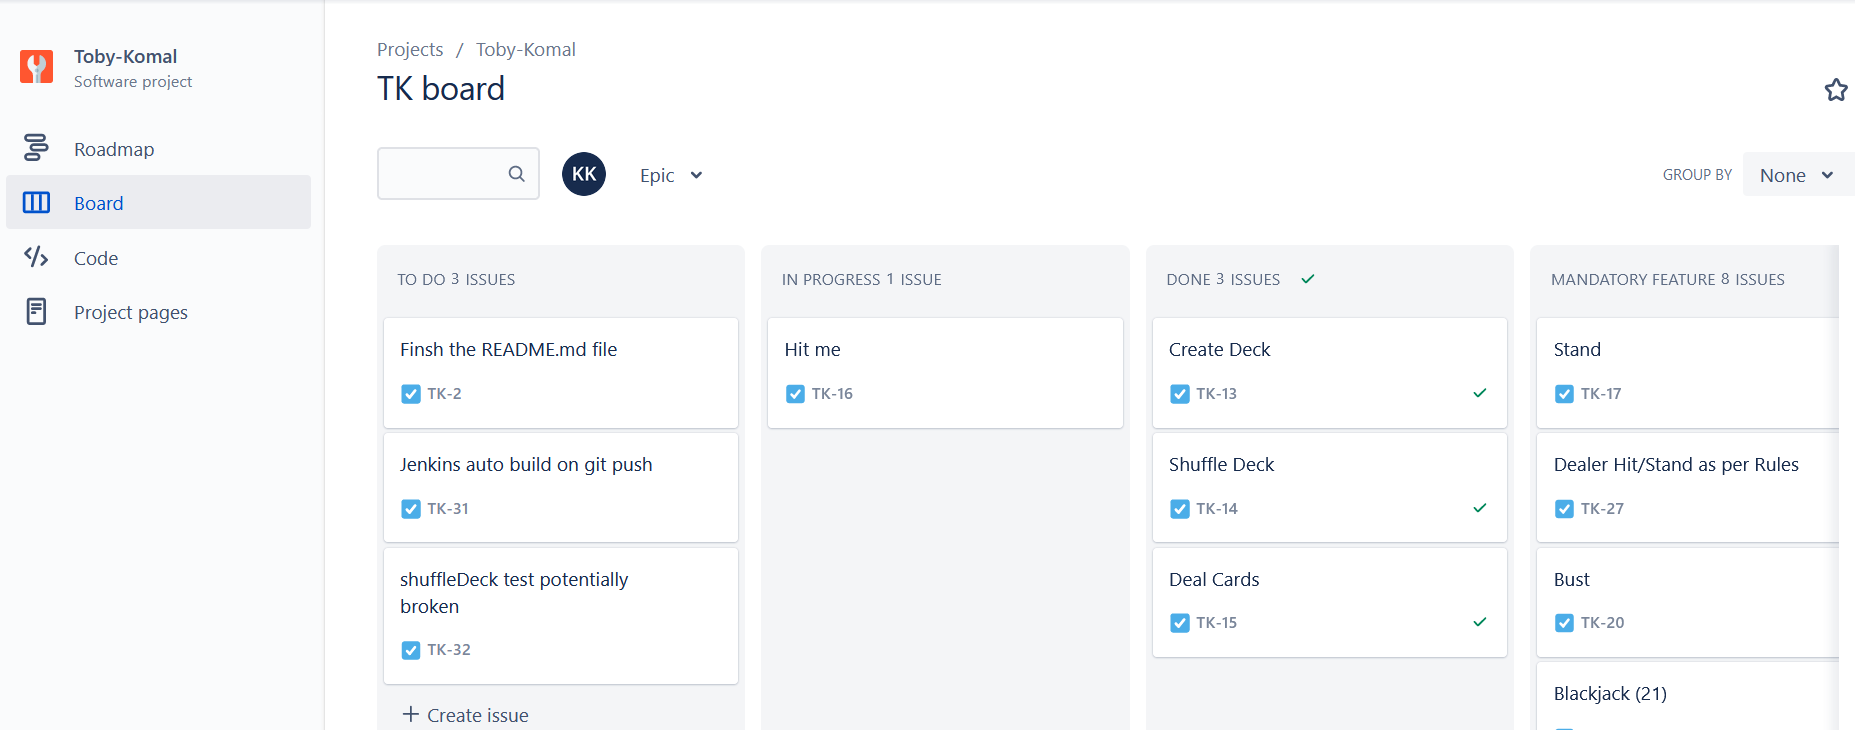 Toby-Komal
Software project
Roadmap
Board
Code
Project pages
Projects / Toby-Komal
TK board
KK
Epic
GROUP BY
None
TO DO 3 ISSUES
Finsh the README.md file
TK-2
Jenkins auto build on git push
TK-31
shuffleDeck test potentially
broken
TK-32
+ Create issue
IN PROGRESS 1 ISSUE
Hit me
TK-16
DONE 3 ISSUES
Create Deck
TK-13
Shuffle Deck
TK-14
Deal Cards
TK-15
MANDATORY FEATURE 8 ISSUES
Stand
TK-17
Dealer Hit/Stand as per Rules
TK-27
Bust
TK-20
Blackjack (21)